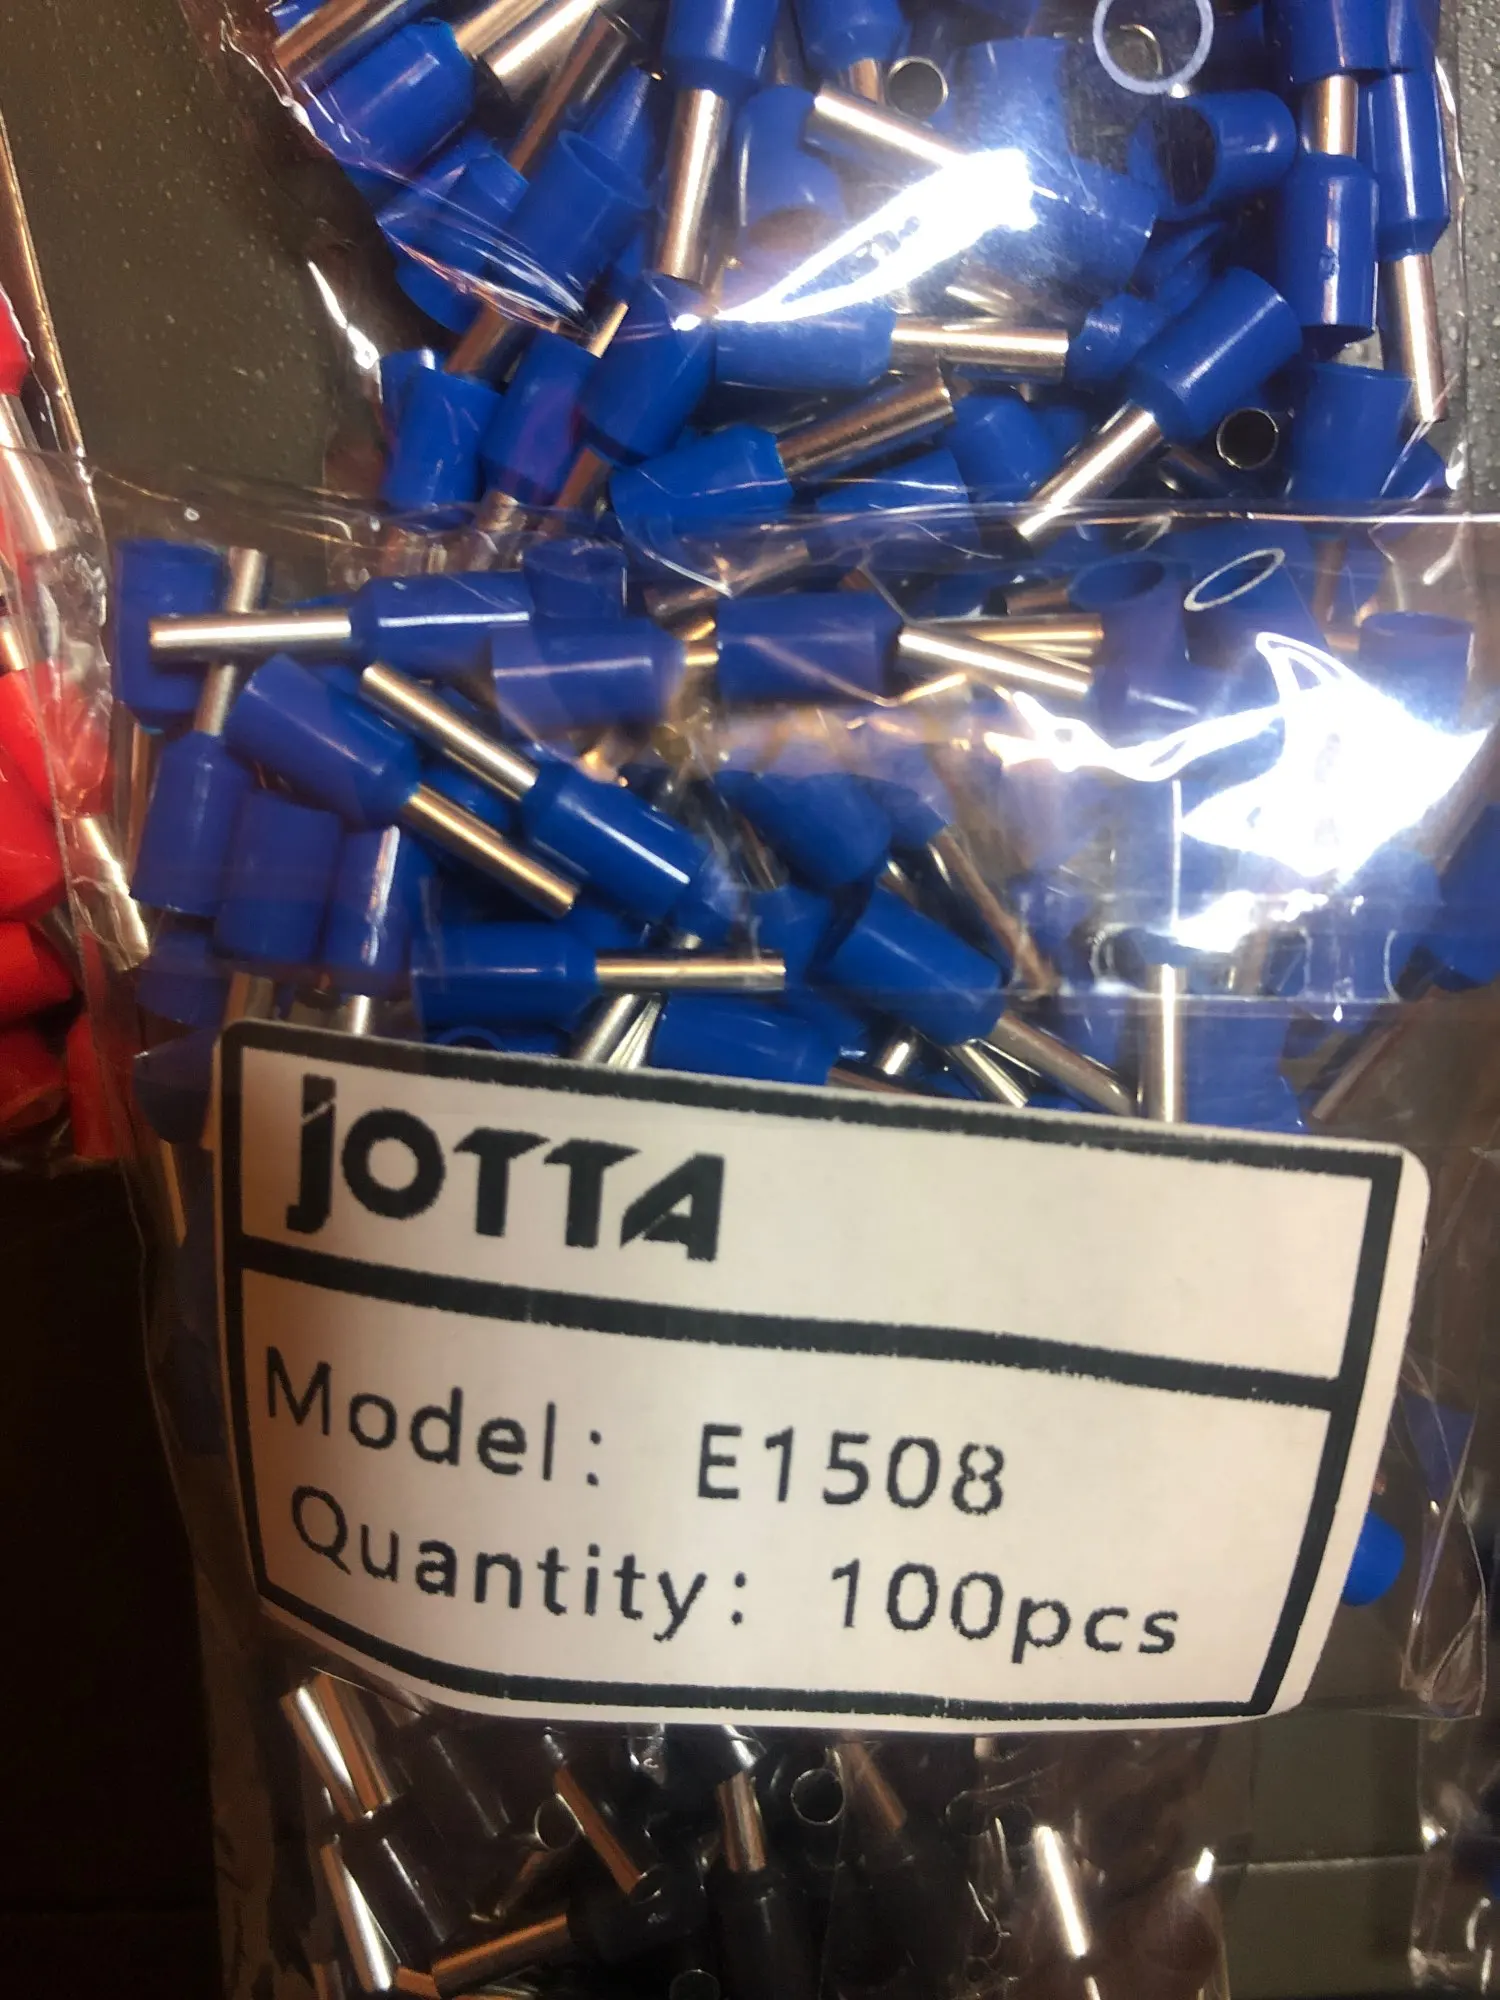 JOTTA
Model: E1508
Quantity: 100pcs